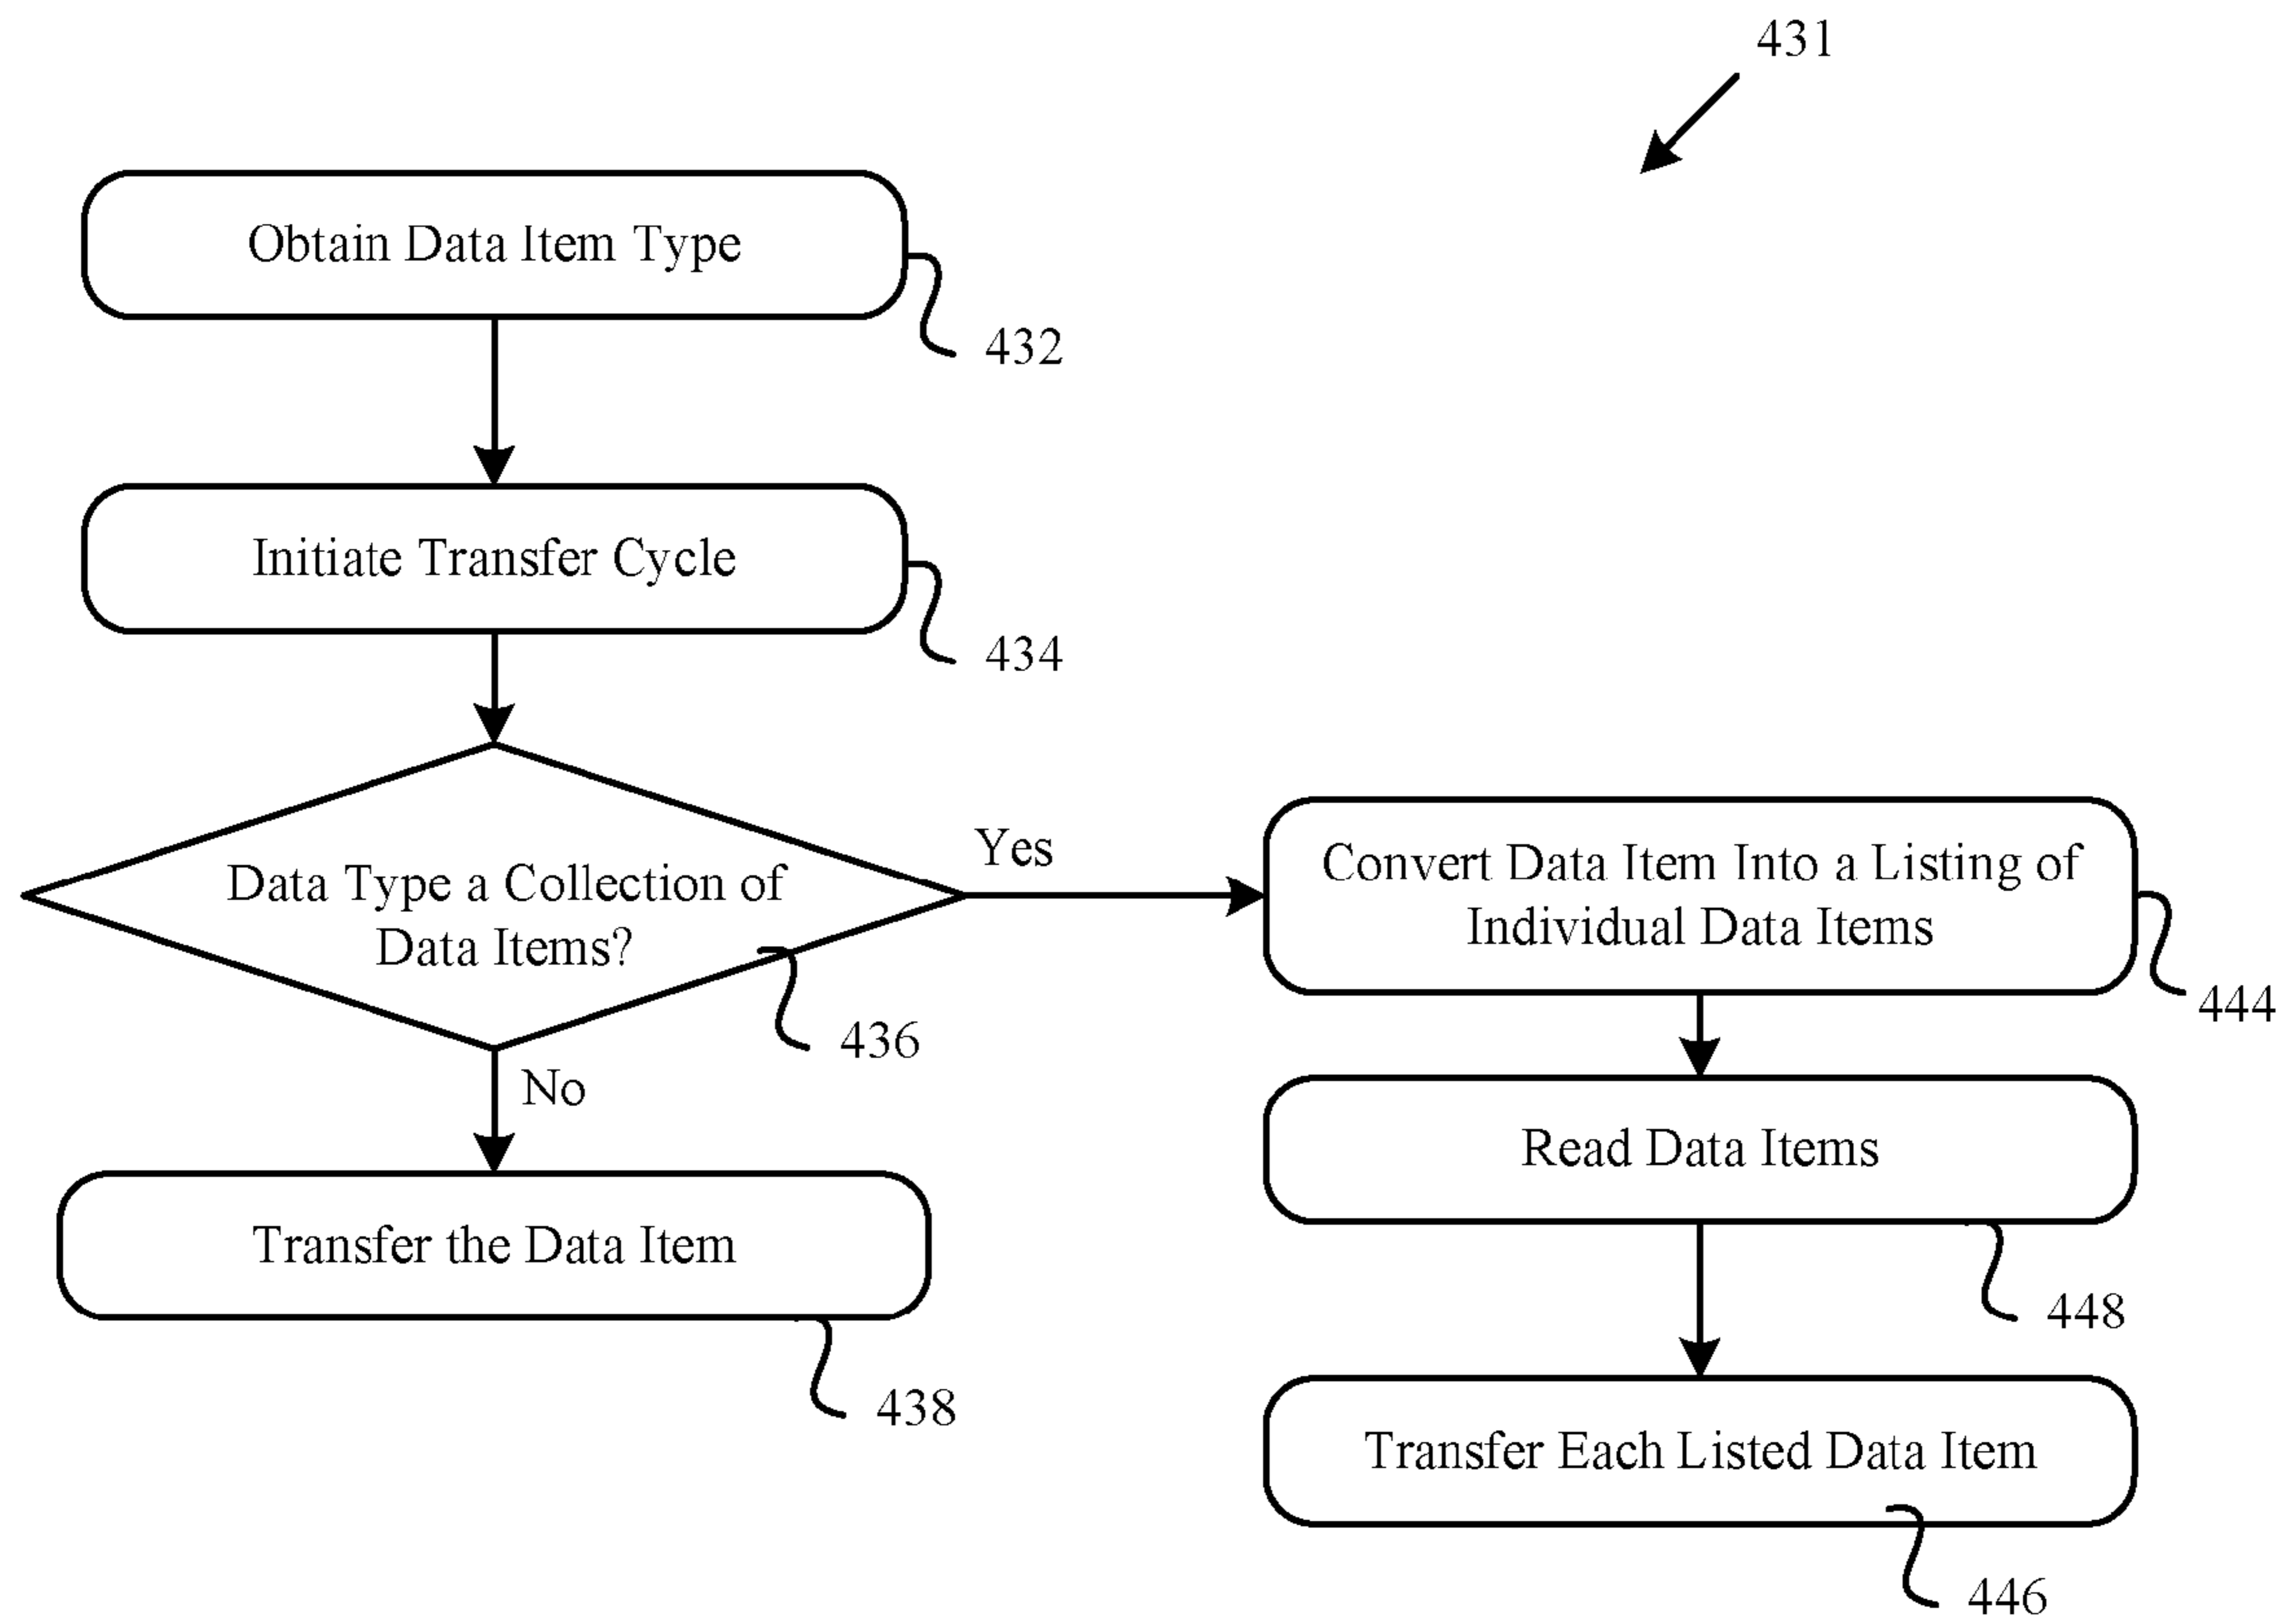 431
Obtain Data Item Type
432
Initiate Transfer Cycle
434
Data Type a Collection of
Data Items?
436
Yes
No
Transfer the Data Item
438
Convert Data Item Into a Listing of
Individual Data Items
444
Read Data Items
448
Transfer Each Listed Data Item
446